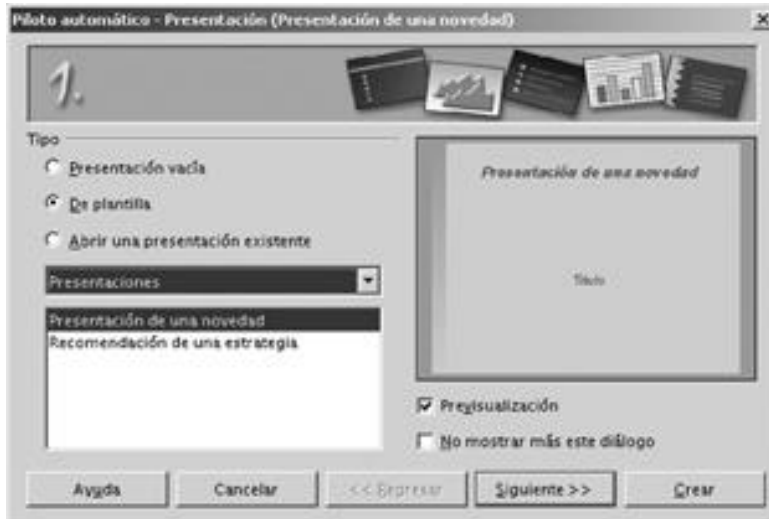 Piloto automático - Presentación (Presentación de una novedad)
1.
Tipo
Presentación vacía
De plantilla
Abrir una presentación existente
Presentaciones
Presentación de una novedad
Recomendación de una estrategia
Presentación de una novedad
Título
Previsualización
No mostrar más este diálogo
Ayuda
Cancelar
<< Regresar
Siguiente >>
Crear